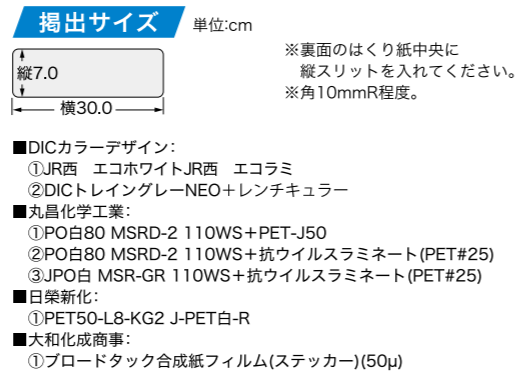 掲出サイズ 単位:cm
※裏面のはくり紙中央に
縦スリットを入れてください。
※角10mmR程度。
縦7.0
横30.0
■DICカラーデザイン:
①JR西 エコホワイトJR西 エコラミ
②DICトレイングレーNEO+レンチキュラー
■丸昌化学工業:
①PO白80 MSRD-2 110WS+PET-J50
②PO白80 MSRD-2 110WS+抗ウイルスラミネート(PET#25)
③JPO白 MSR-GR 110WS+抗ウイルスラミネート(PET#25)
■日榮新化:
①PET50-L8-KG2 J-PET白-R
■大和化成商事:
①ブロードタック合成紙フィルム(ステッカー)(50μ)